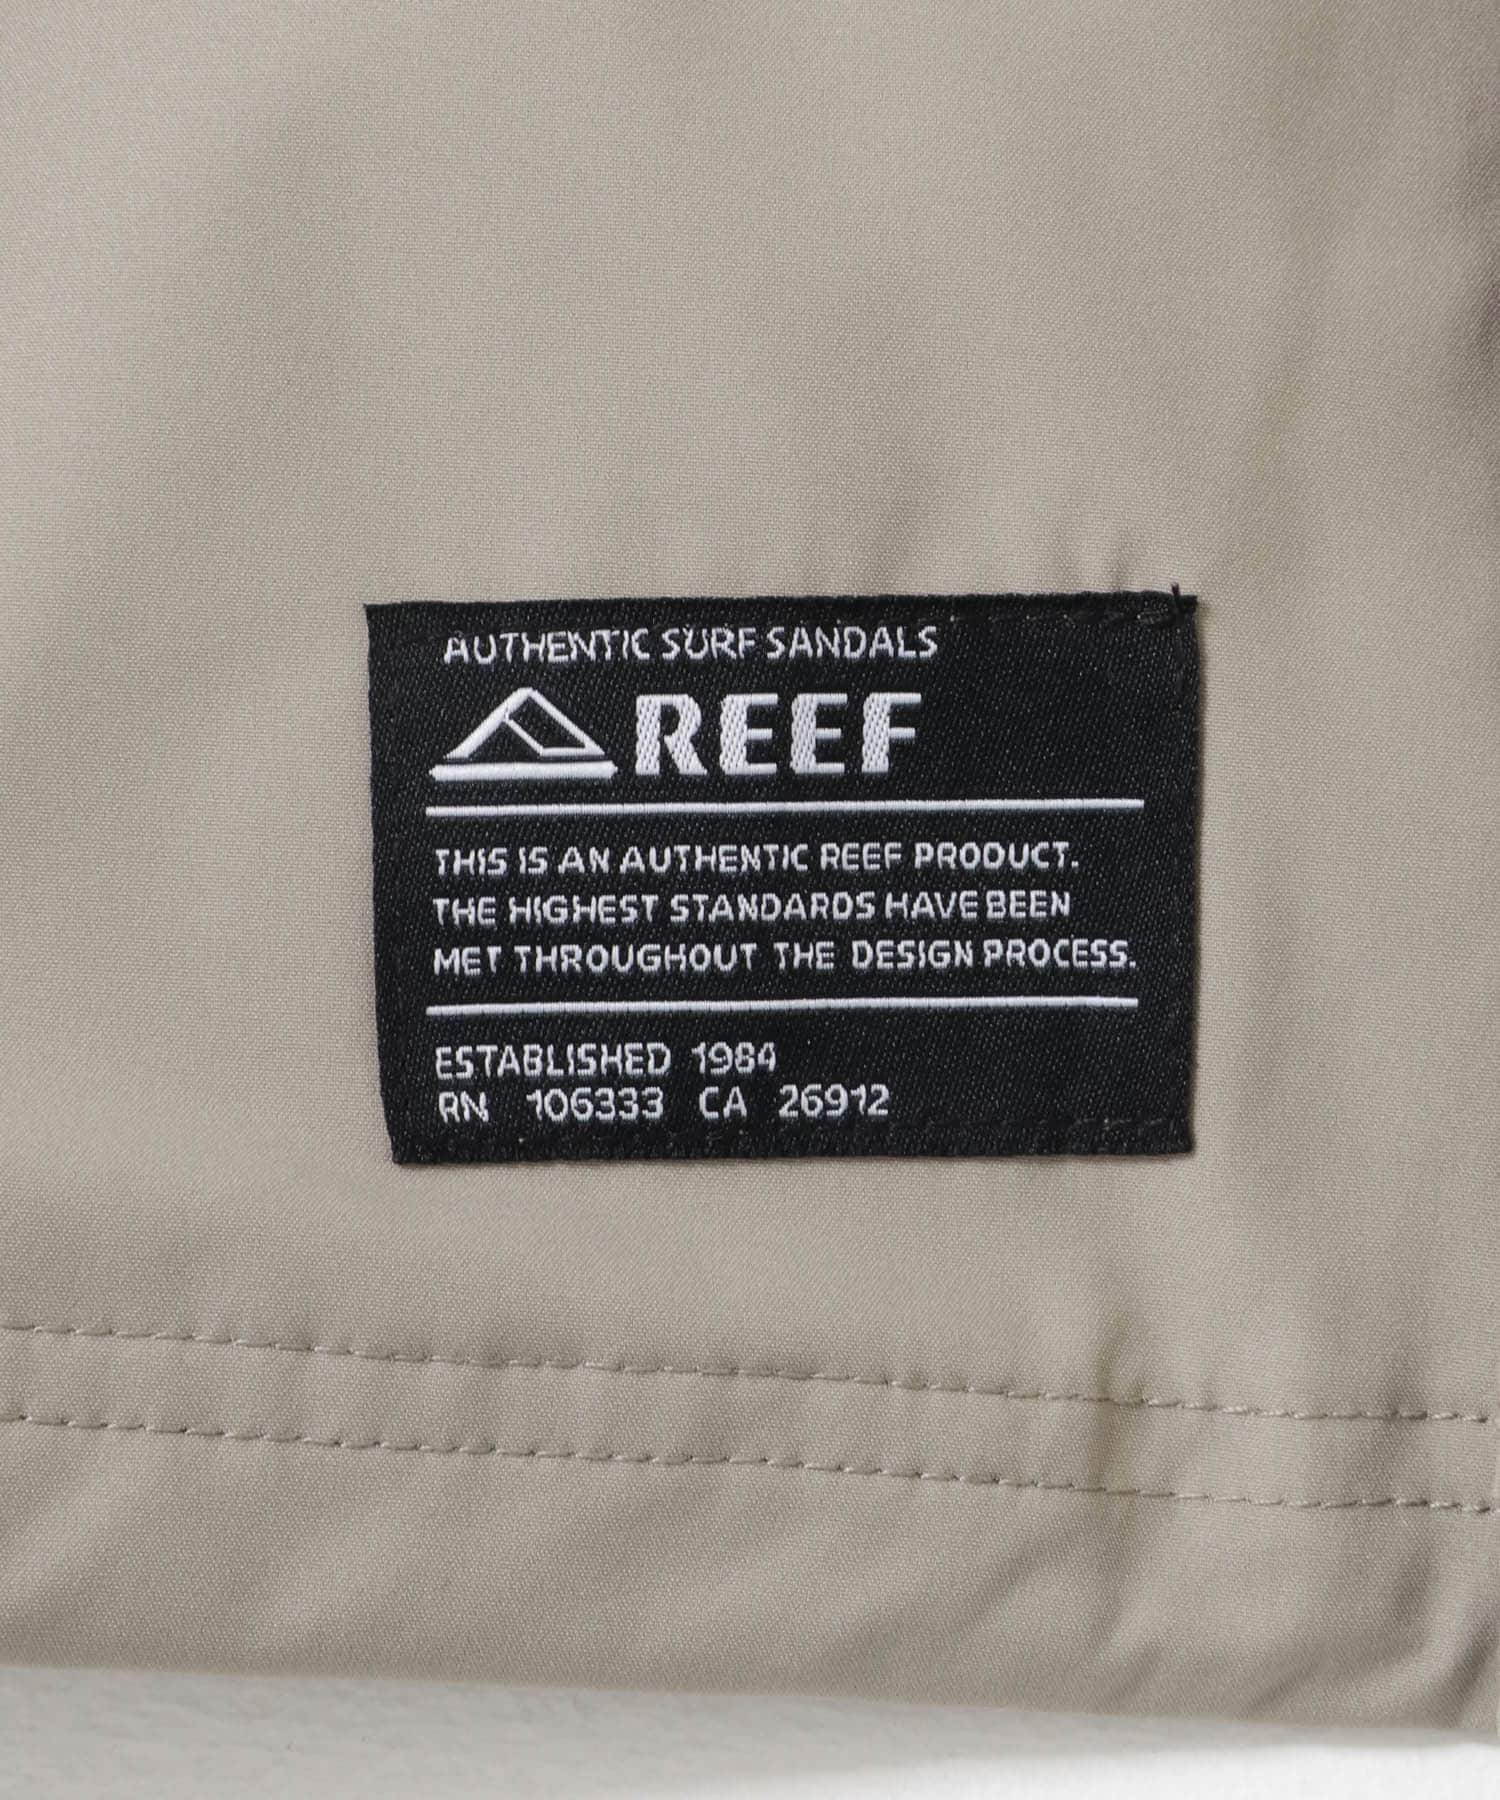 AUTHENTIC SURF SANDALS
REEF
THIS IS AN AUTHENTIC REEF PRODUCT.
THE HIGHEST STANDARDS HAVE BEEN
MET THROUGHOUT THE DESIGN PROCESS.
ESTABLISHED 1984
RN 106333 CA 26912